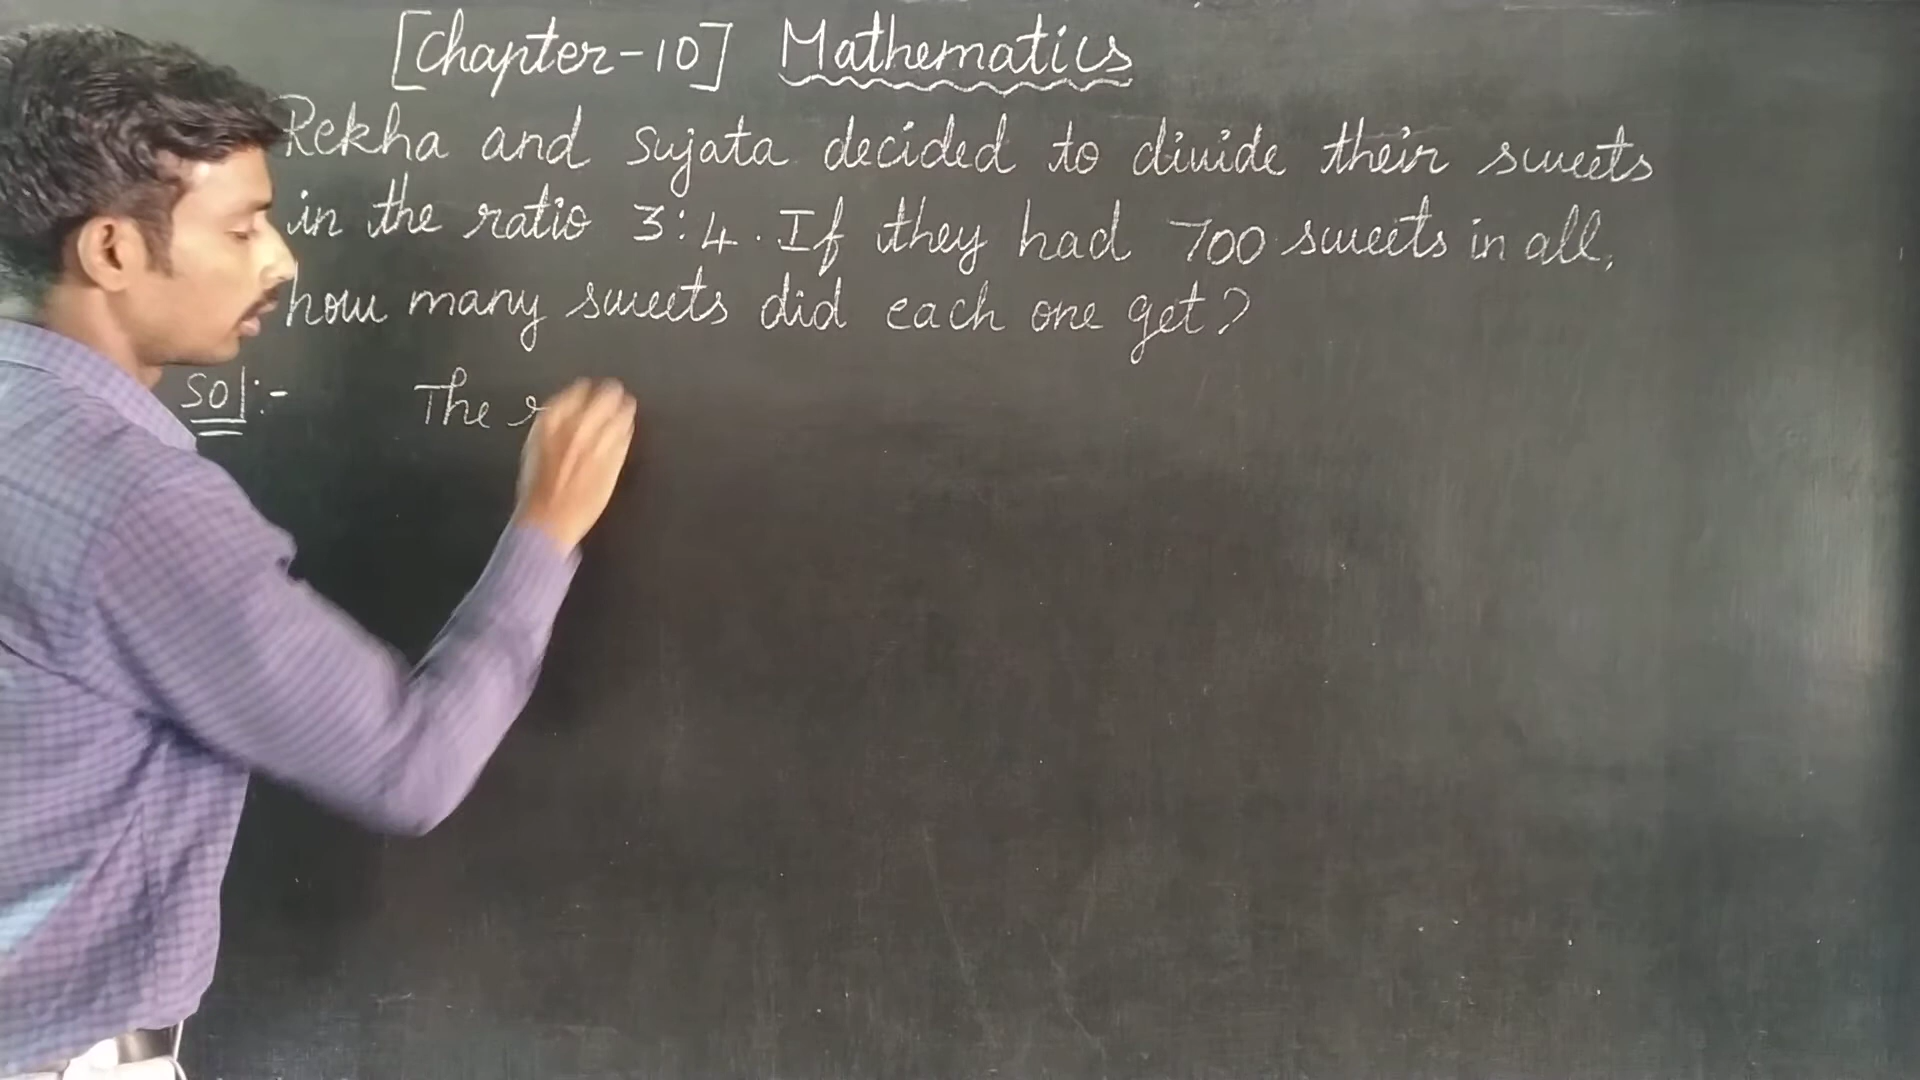 [Chapter-10] Mathematics
Rekha and Sujata decided to divide their sweets
in the ratio 3:4. If they had 700 sweets in all,
how many sweets did each one get?
Sol:- The